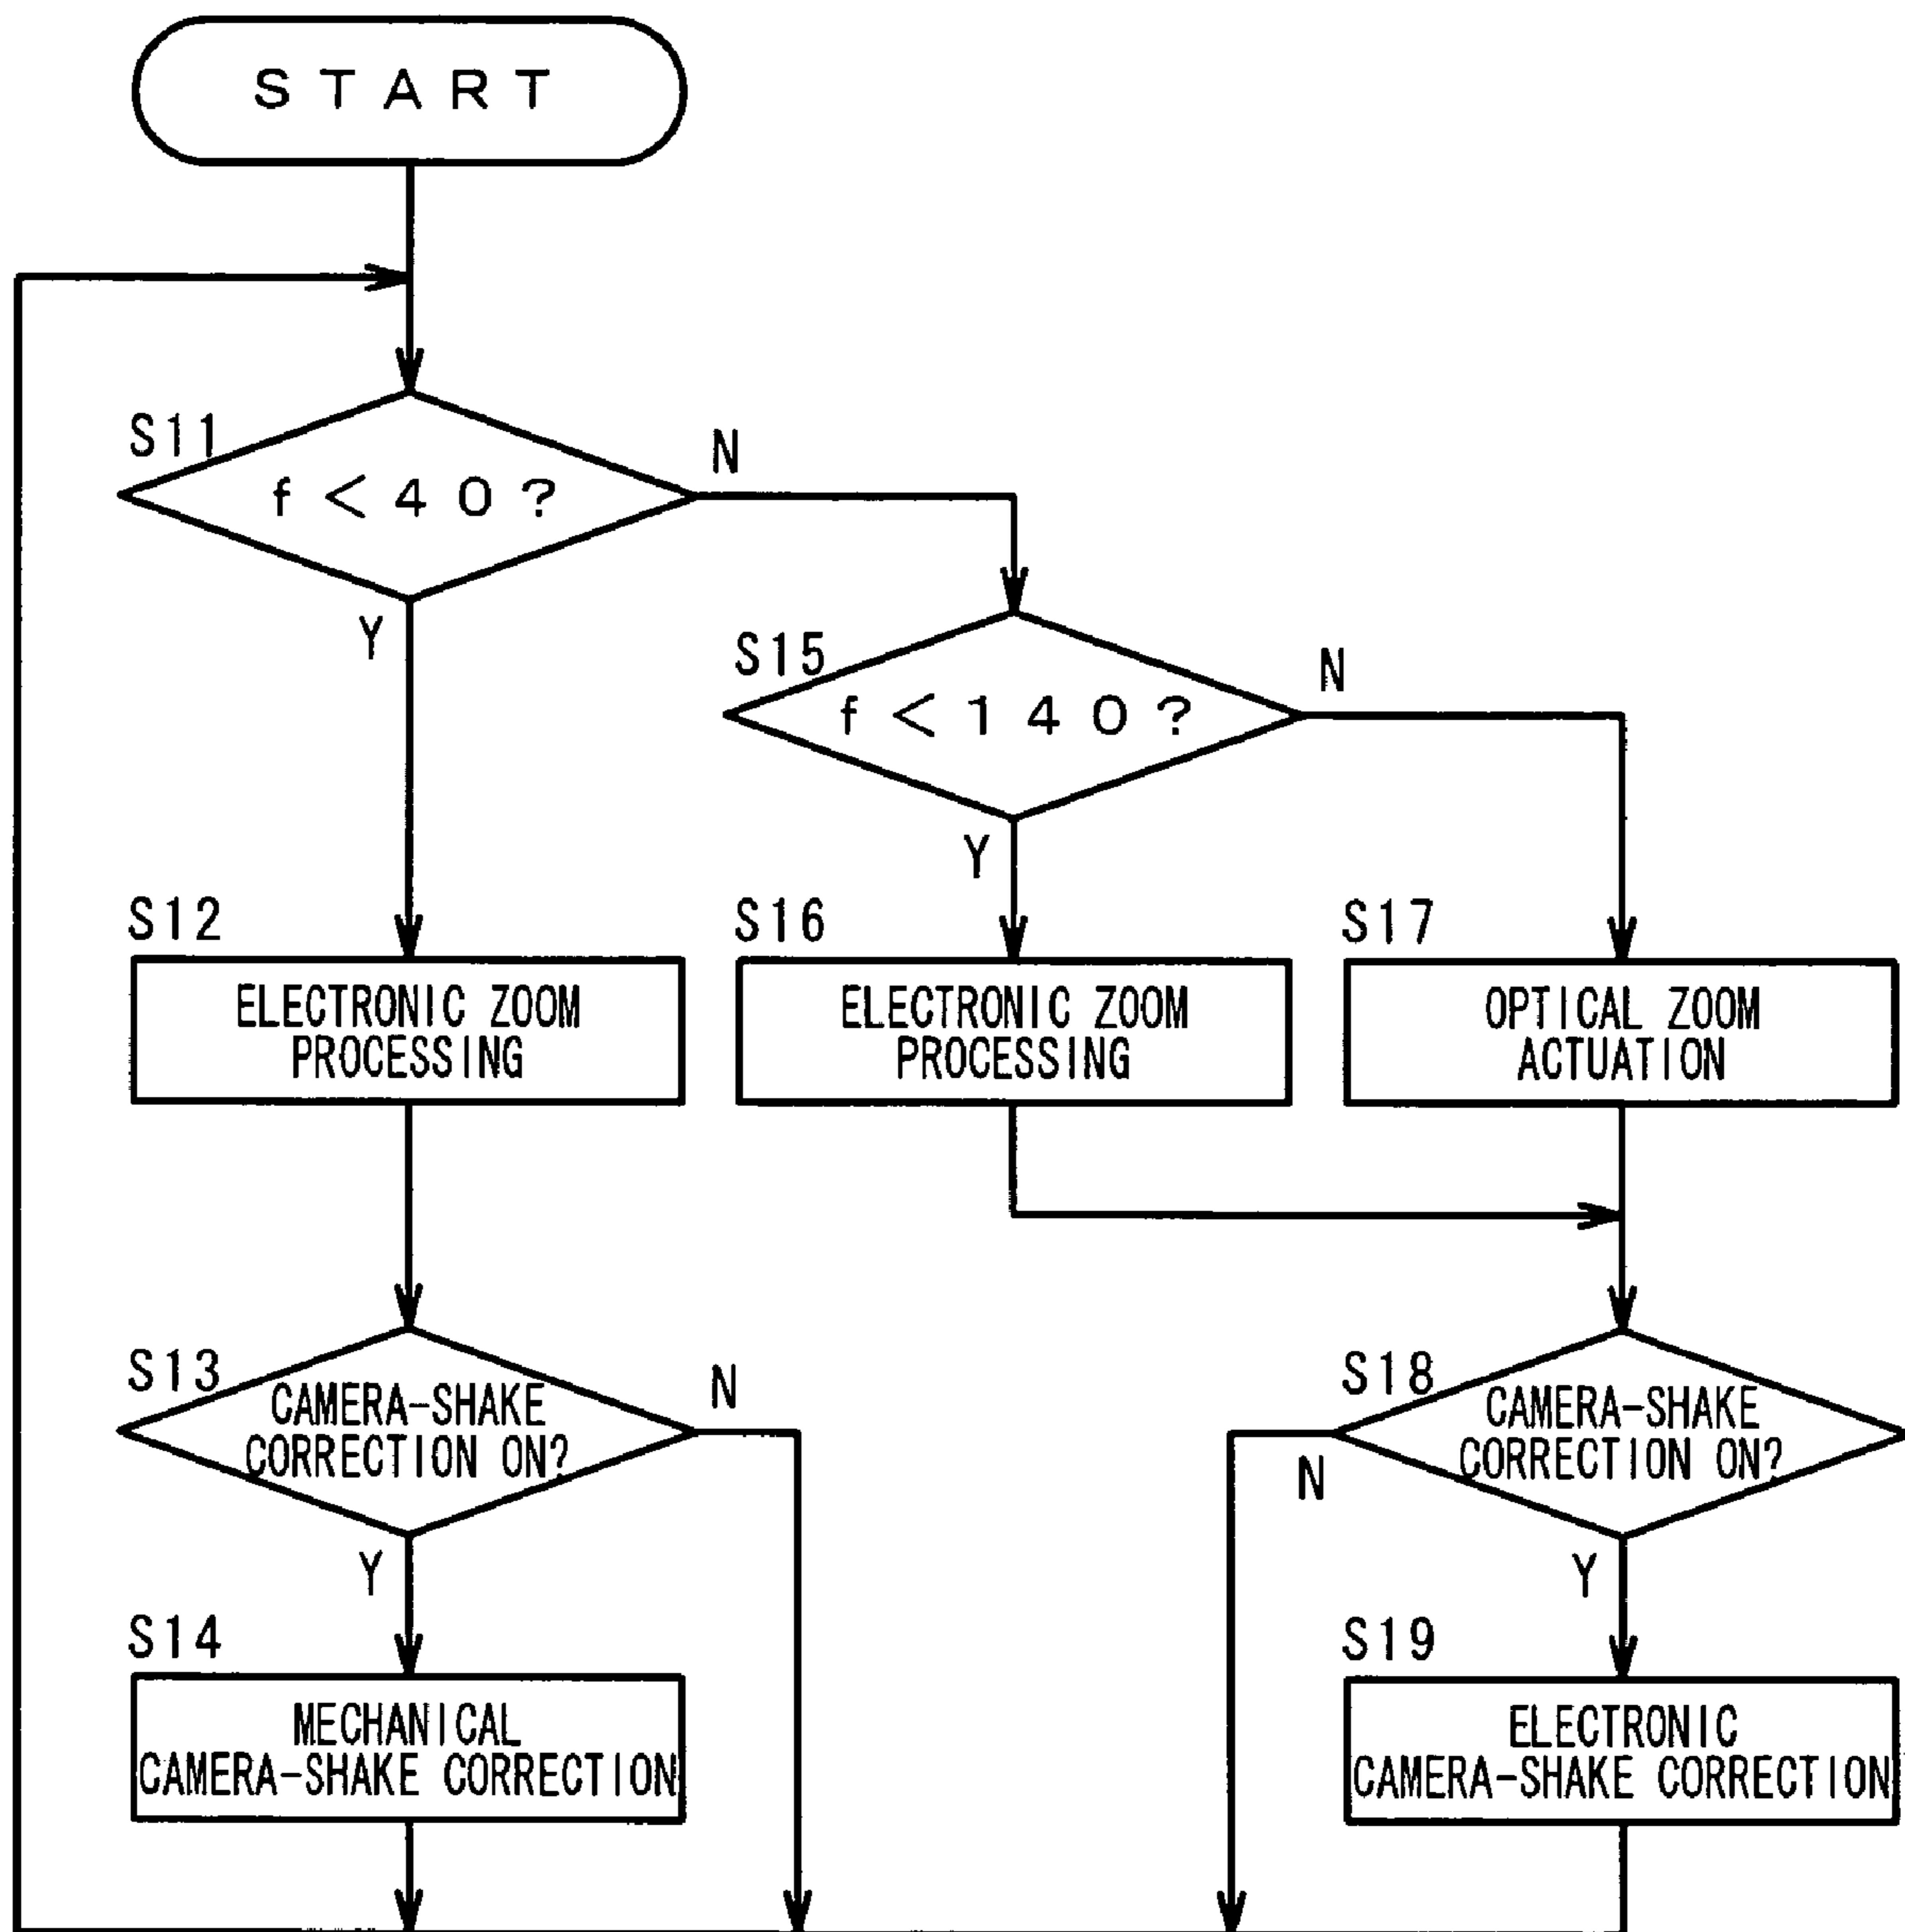 START
S11
f<40?
N
Y
S15
f<140?
N
Y
S12
ELECTRONIC ZOOM
PROCESSING
S16
ELECTRONIC ZOOM
PROCESSING
S17
OPTICAL ZOOM
ACTUATION
S13
CAMERA-SHAKE
CORRECTION ON?
N
Y
S18
CAMERA-SHAKE
CORRECTION ON?
N
Y
S14
MECHANICAL
CAMERA-SHAKE CORRECTION
S19
ELECTRONIC
CAMERA-SHAKE CORRECTION